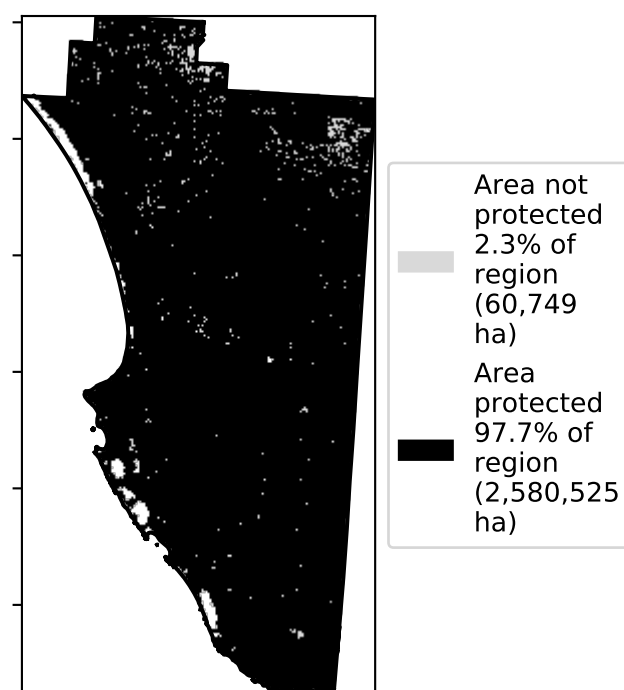 Area not
protected
2.3% of
region
(60,749
ha)
Area
protected
97.7% of
region
(2,580,525
ha)